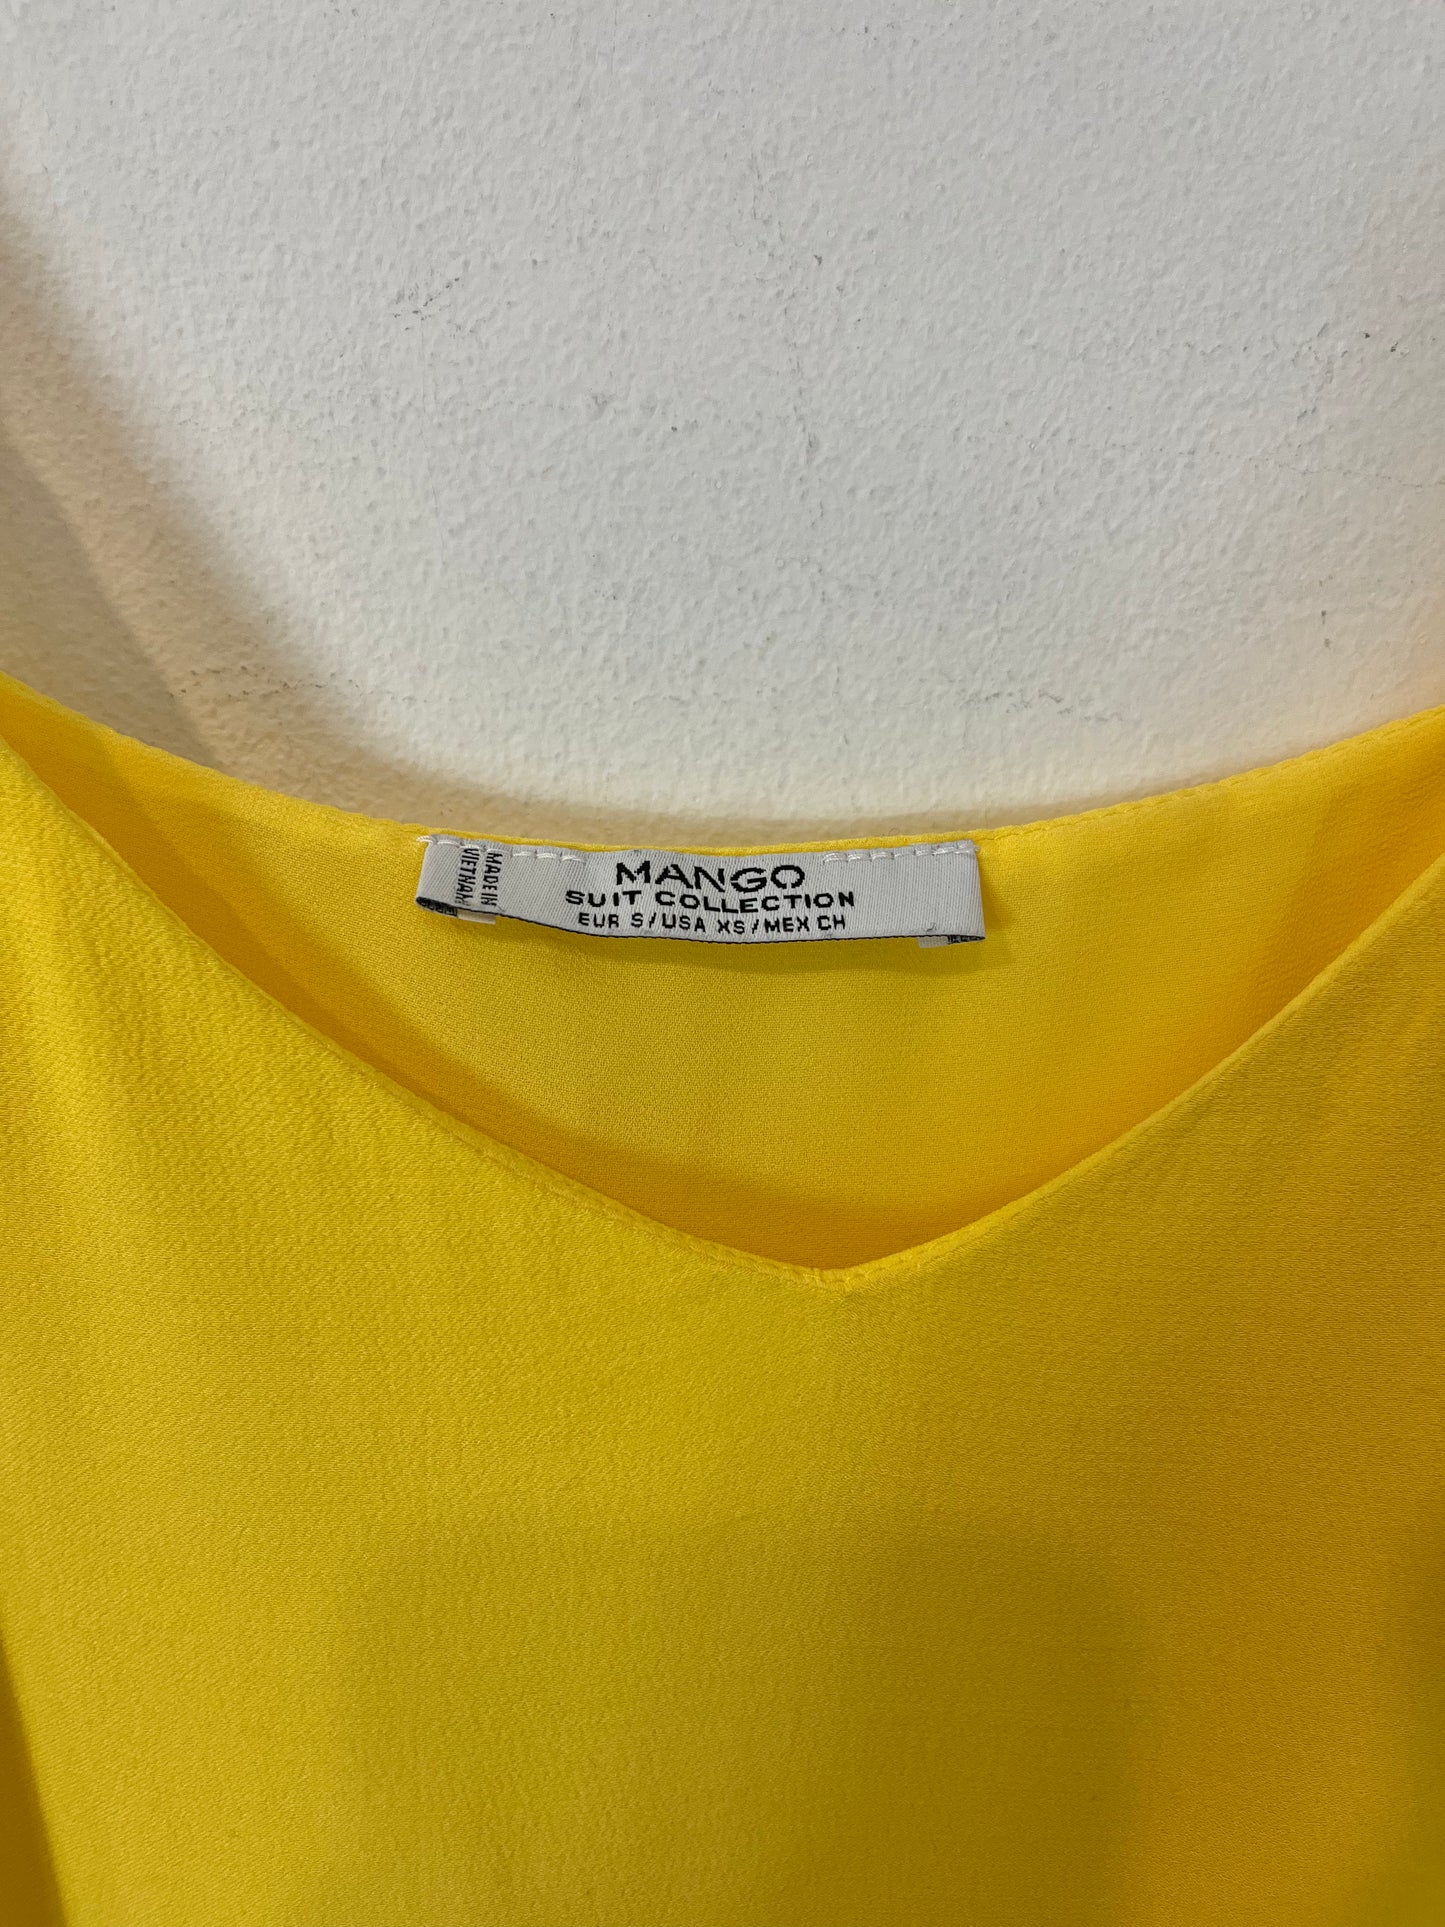 MADE IN
VIETNAM
MANGO
SUIT COLLECTION
EUR S/USA XS/MEX CH